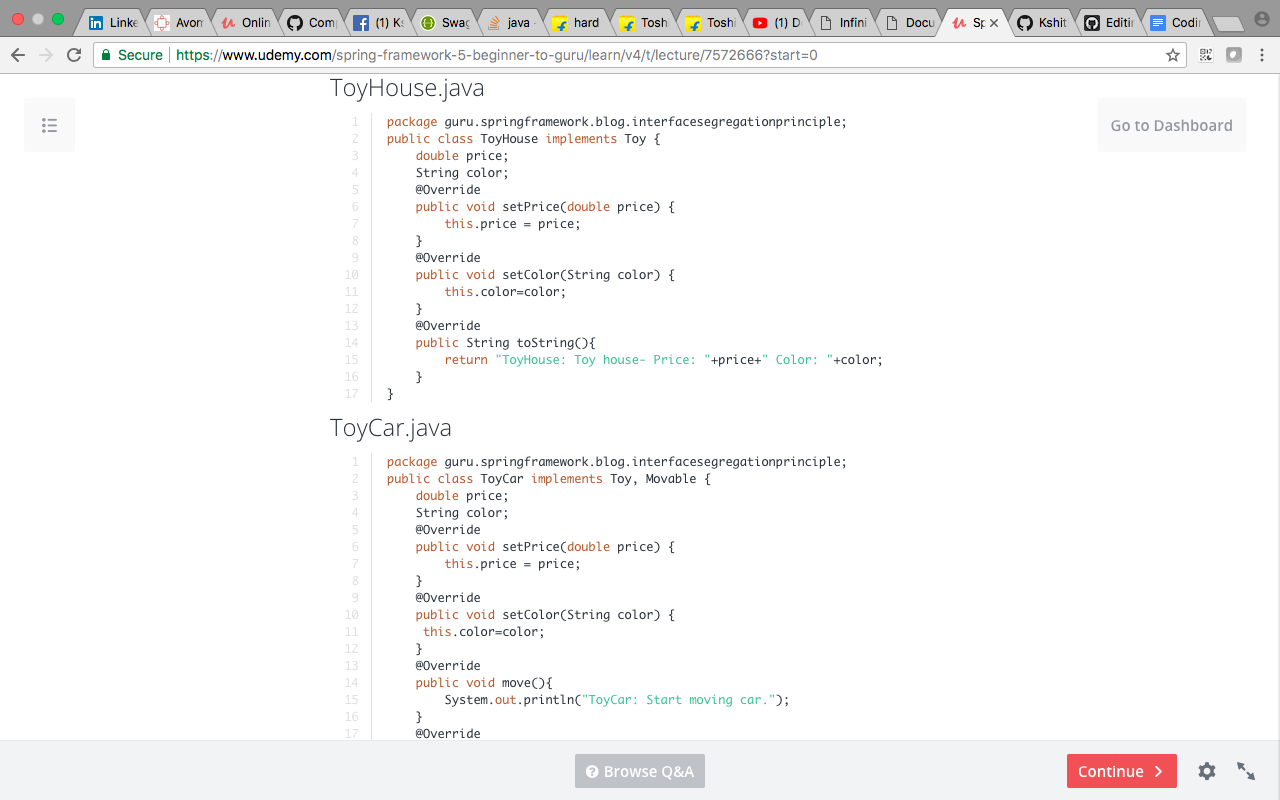 Linke
Avon
Onlin
Com
(1) Ks
Swag
java -
hard
Tosh
Toshi
(1) D
Infini
Docu
Sp
Kshit
Editin
Codin
Secure
https://www.udemy.com/spring-framework-5-beginner-to-guru/learn/v4/t/lecture/7572666?start=0
ToyHouse.java
Go to Dashboard
1 package guru.springframework.blog.interfacesegregationprinciple;
2 public class ToyHouse implements Toy {
3 double price;
4 String color;
5 @Override
6 public void setPrice(double price) {
7 this.price = price;
8 }
9 @Override
10 public void setColor(String color) {
11 this.color=color;
12 }
13 @Override
14 public String toString(){
15 return "ToyHouse: Toy house- Price: "+price+" Color: "+color;
16 }
17 }
ToyCar.java
1 package guru.springframework.blog.interfacesegregationprinciple;
2 public class ToyCar implements Toy, Movable {
3 double price;
4 String color;
5 @Override
6 public void setPrice(double price) {
7 this.price = price;
8 }
9 @Override
10 public void setColor(String color) {
11 this.color=color;
12 }
13 @Override
14 public void move(){
15 System.out.println("ToyCar: Start moving car.");
16 }
17 @Override
Browse Q&A
Continue